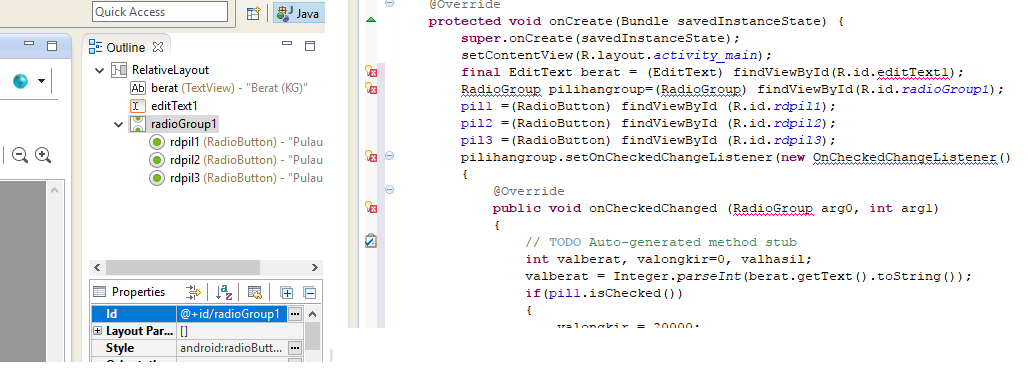 Quick Access
Java
Outline
RelativeLayout
Ab berat (TextView) - "Berat (KG)"
editText1
radioGroup1
rdpil1 (RadioButton) - "Pulau
rdpil2 (RadioButton) - "Pulau
rdpil3 (RadioButton) - "Pulau
Properties
Id @+id/radioGroup1 ...
Layout Par... []
Style android:radioButt... ...
@Override
protected void onCreate(Bundle savedInstanceState) {
super.onCreate(savedInstanceState);
setContentView(R.layout.activity_main);
final EditText berat = (EditText) findViewById(R.id.editText1);
RadioGroup pilihangroup=(RadioGroup) findViewById(R.id.radioGroup1);
pil1 =(RadioButton) findViewById (R.id.rdpil1);
pil2 =(RadioButton) findViewById (R.id.rdpil2);
pil3 =(RadioButton) findViewById (R.id.rdpil3);
pilihangroup.setOnCheckedChangeListener(new OnCheckedChangeListener()
{
@Override
public void onCheckedChanged (RadioGroup arg0, int arg1)
{
// TODO Auto-generated method stub
int valberat, valongkir=0, valhasil;
valberat = Integer.parseInt(berat.getText().toString());
if(pil1.isChecked())
{
valongkir = 20000;